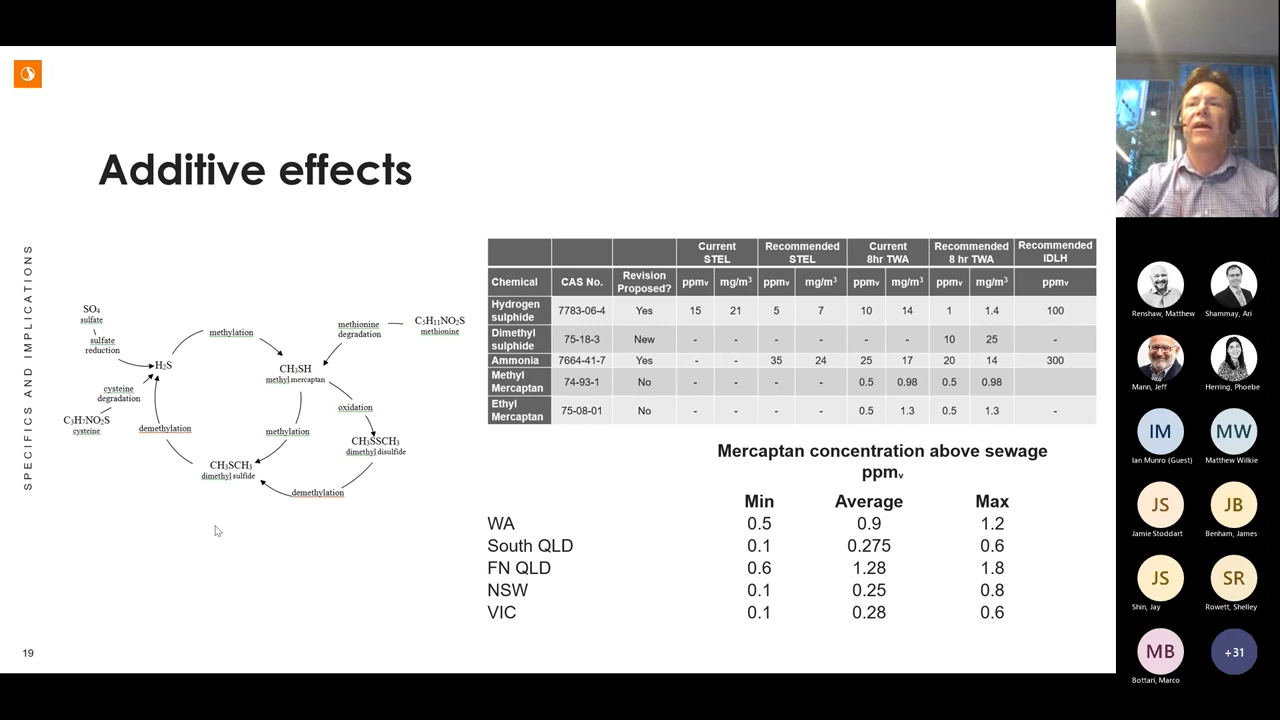 Additive effects
SPECIFICS AND IMPLICATIONS
SO4
sulfate
sulfate
reduction
H2S
cysteine
degradation
C3H7NO2S
cysteine
methylation
methionine
degradation
C5H11NO2S
methionine
CH3SH
methyl mercaptan
oxidation
methylation
demethylation
CH3SSCH3
dimethyl disulfide
CH3SCH3
dimethyl sulfide
demethylation
Current STEL Recommended STEL Current 8hr TWA Recommended 8 hr TWA Recommended IDLH
Chemical CAS No. Revision Proposed? ppmv mg/m3 ppmv mg/m3 ppmv mg/m3 ppmv mg/m3 ppmv
Hydrogen sulphide 7783-06-4 Yes 15 21 5 7 10 14 1 1.4 100
Dimethyl sulphide 75-18-3 New - - - - - - 10 25 -
Ammonia 7664-41-7 Yes - - 35 24 25 17 20 14 300
Methyl Mercaptan 74-93-1 No - - - - 0.5 0.98 0.5 0.98
Ethyl Mercaptan 75-08-01 No - - - - 0.5 1.3 0.5 1.3 -
Mercaptan concentration above sewage
ppmv
Min Average Max
WA 0.5 0.9 1.2
South QLD 0.1 0.275 0.6
FN QLD 0.6 1.28 1.8
NSW 0.1 0.25 0.8
VIC 0.1 0.28 0.6
19
Renshaw, Matthew
Shammay, Ari
Mann, Jeff
Herring, Phoebe
IM
MW
Ian Munro (Guest)
Matthew Wilkie
JS
JB
Jamie Stoddart
Benham, James
JS
SR
Shin, Jay
Rowett, Shelley
MB
+31
Bottari, Marco